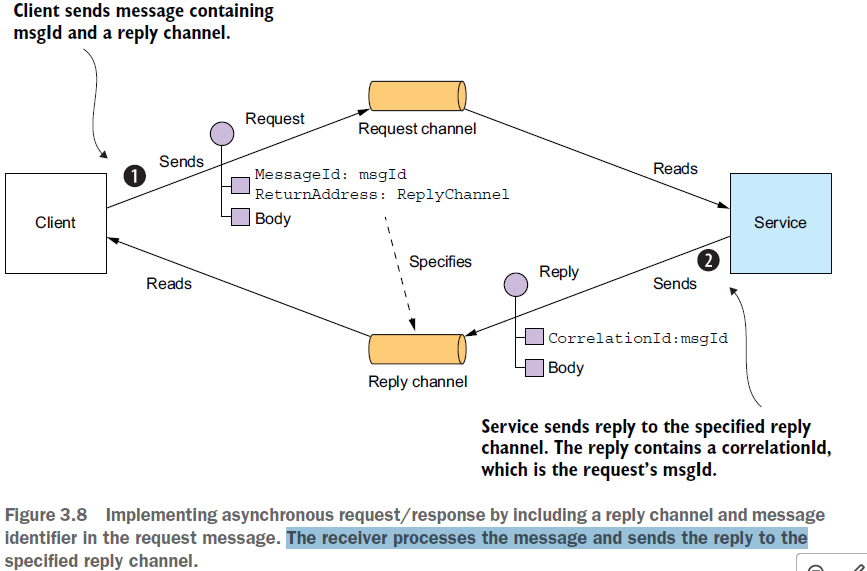 Client sends message containing
msgId and a reply channel.
Request
Request channel
Sends
1
Reads
MessageId: msgId
ReturnAddress: ReplyChannel
Body
Client
Service
Specifies
2
Reply
Sends
Reads
CorrelationId:msgId
Body
Reply channel
Service sends reply to the specified reply
channel. The reply contains a correlationId,
which is the request's msgId.
Figure 3.8 Implementing asynchronous request/response by including a reply channel and message
identifier in the request message. The receiver processes the message and sends the reply to the
specified reply channel.